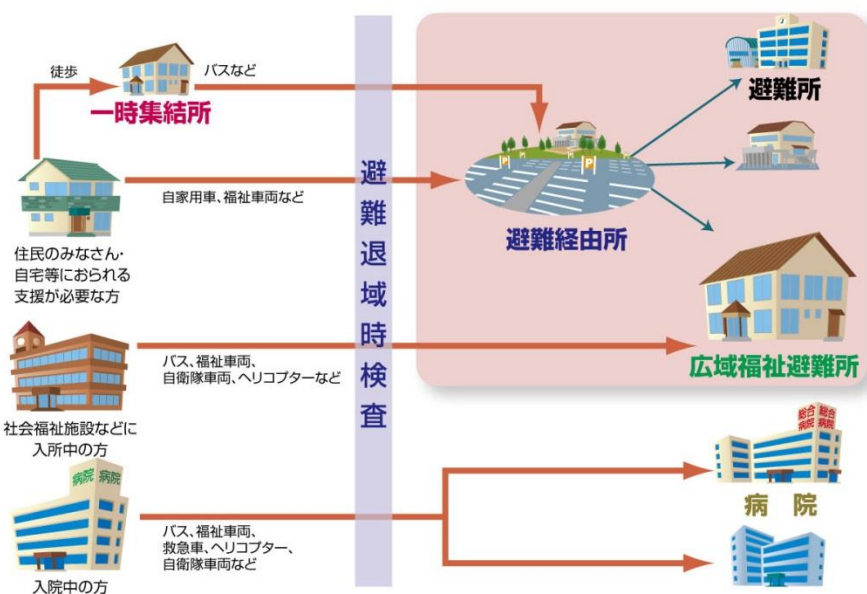 徒歩
バスなど
一時集結所
避難所
自家用車、福祉車両など
避難経由所
住民のみなさん・
自宅等におられる
支援が必要な方
避難退域時検査
バス、福祉車両、
自衛隊車両、ヘリコプターなど
広域福祉避難所
社会福祉施設などに
入所中の方
総合 総合
病院 病院
病院 病院
病 院
バス、福祉車両、
救急車、ヘリコプター、
自衛隊車両など
入院中の方
P
P
P